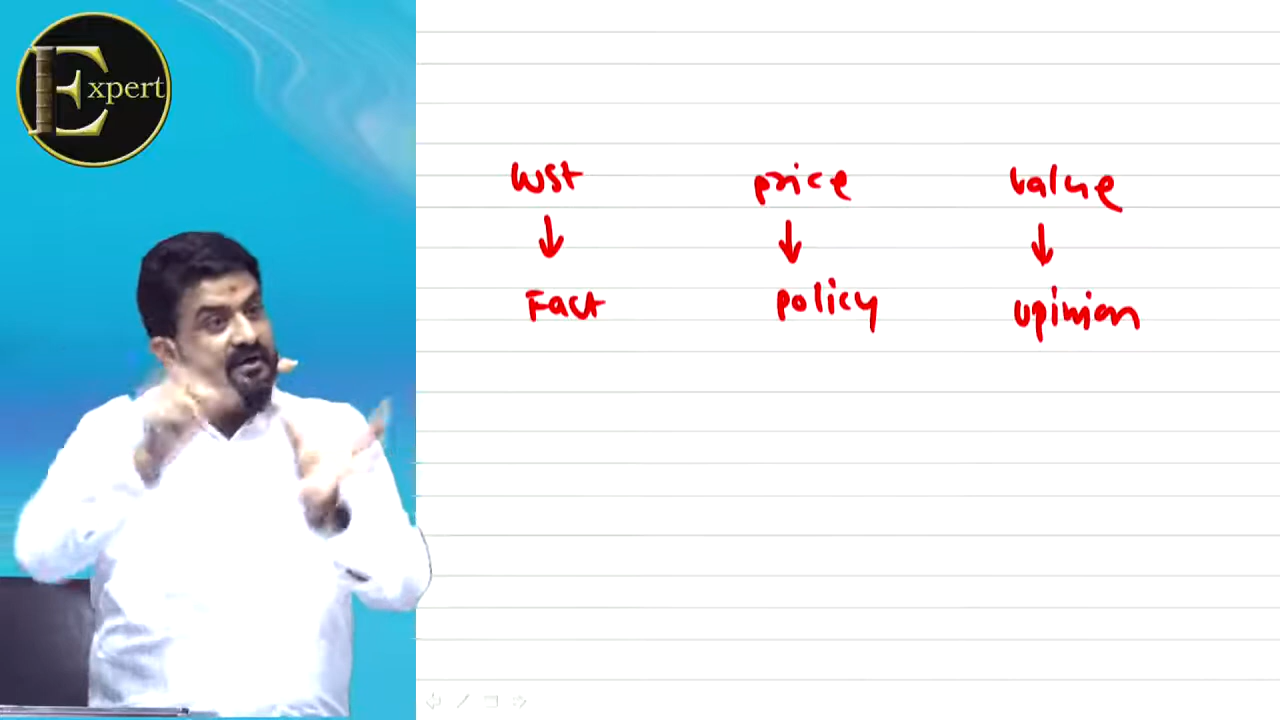 Expert
Cost price value
↓ ↓ ↓
Fact policy opinion